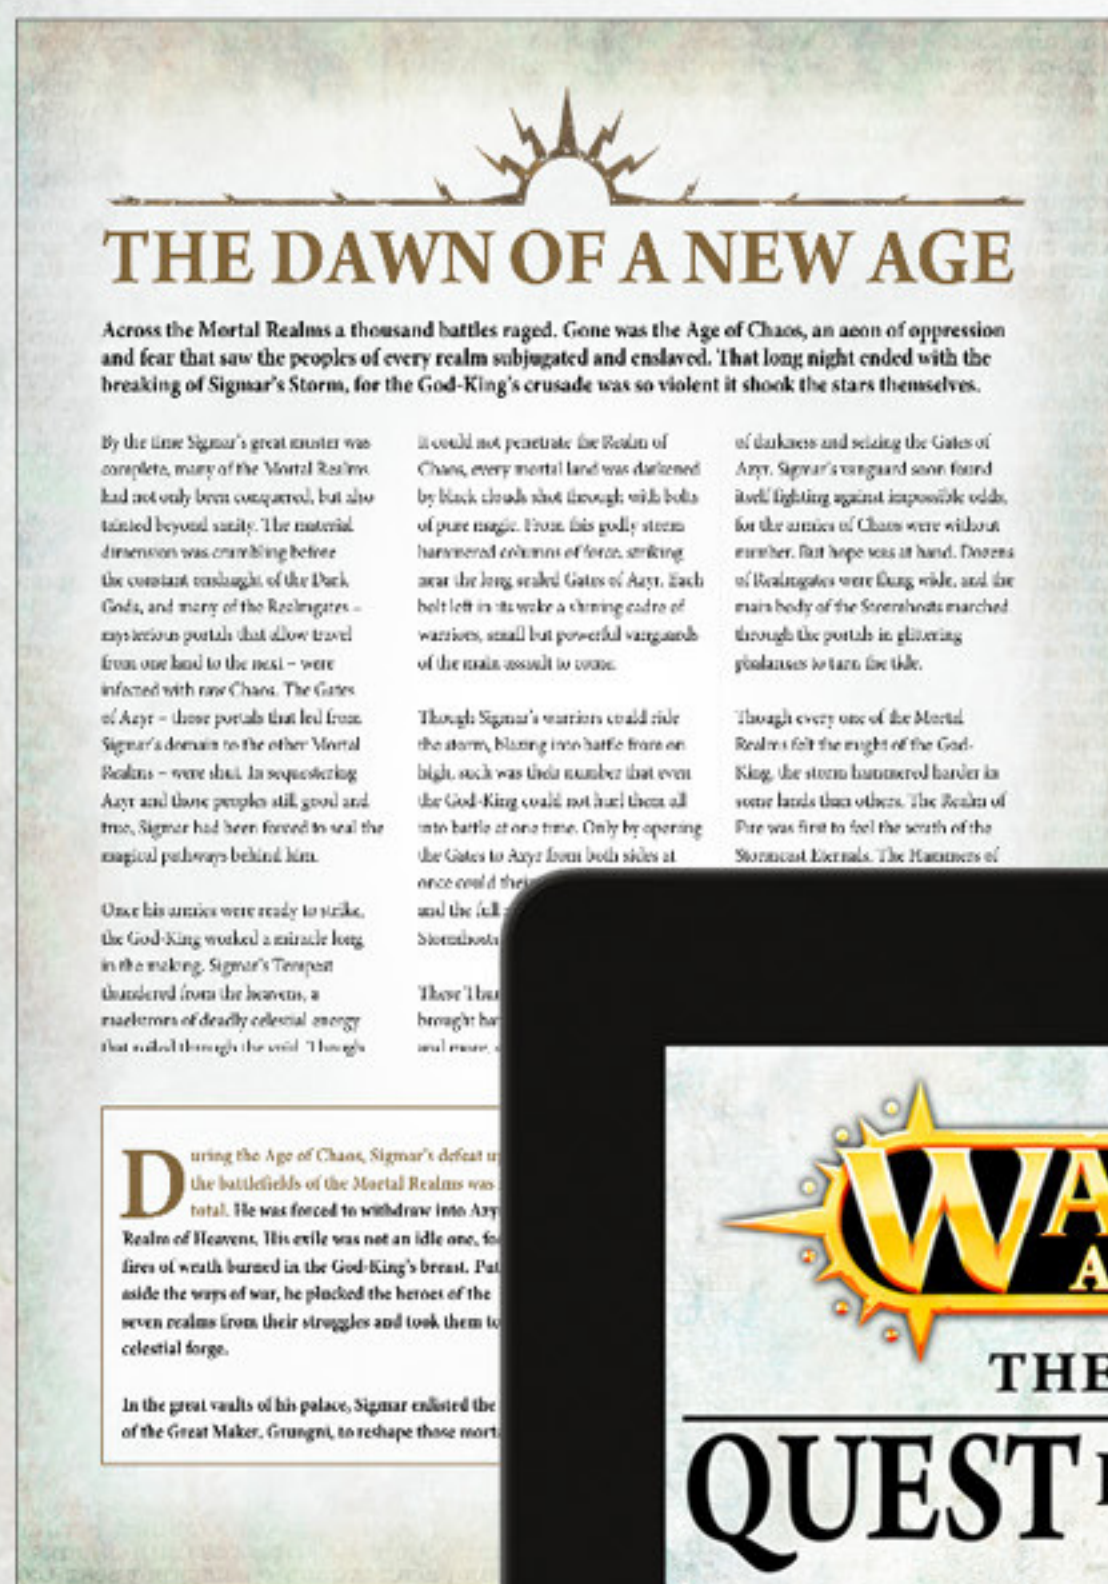 THE DAWN OF A NEW AGE
Across the Mortal Realms a thousand battles raged. Gone was the Age of Chaos, an aeon of oppression
and fear that saw the peoples of every realm subjugated and enslaved. That long night ended with the
breaking of Sigmar's Storm, for the God-King's crusade was so violent it shook the stars themselves.
By the time Sigmar's great muster was
complete, many of the Mortal Realms
had not only been conquered, but also
tainted beyond sanity. The material
dimension was crumbling before
the constant onslaught of the Dark
Gods, and many of the Realmgates –
mysterious portals that allow travel
from one land to the next – were
infected with raw Chaos. The Gates
of Azyr – those portals that led from
Sigmar's domain to the other Mortal
Realms – were shut. In sequestering
Azyr and those peoples still good and
true, Sigmar had been forced to seal the
magical pathways behind him.
Once his armies were ready to strike,
the God-King worked a miracle long
in the making. Sigmar's Tempest
thundered from the heavens, a
maelstrom of deadly celestial energy
that roiled through the void. Though
it could not penetrate the Realm of
Chaos, every mortal land was darkened
by black clouds shot through with bolts
of pure magic. From this godly storm
hammered columns of force, striking
near the long sealed Gates of Azyr. Each
bolt left in its wake a shining cadre of
warriors, small but powerful vanguards
of the main assault to come.
Though Sigmar's warriors could ride
the storm, blazing into battle from on
high, such was their number that even
the God-King could not hurl them all
into battle at one time. Only by opening
the Gates to Azyr from both sides at
once could
and the full
Stormhosts
These
brought
and more,
of darkness and seizing the Gates of
Azyr. Sigmar's vanguard soon found
itself fighting against impossible odds,
for the armies of Chaos were without
number. But hope was at hand. Dozens
of Realmgates were flung wide, and the
main body of the Stormhosts marched
through the portals in glittering
phalanxes to turn the tide.
Though every one of the Mortal
Realms felt the might of the God-
King, the storm hammered harder in
some lands than others. The Realm of
Fire was first to feel the wrath of the
Stormcast Eternals. The Hammers of
During the Age of Chaos, Sigmar's defeat u
the battlefields of the Mortal Realms was
total. He was forced to withdraw into Azy
Realm of Heavens. His exile was not an idle one, fo
fires of wrath burned in the God-King's breast. Put
aside the ways of war, he plucked the heroes of the
seven realms from their struggles and took them to
celestial forge.
In the great vaults of his palace, Sigmar enlisted the
of the Great Maker, Grungni, to reshape those mort
WA
A
THE
QUEST